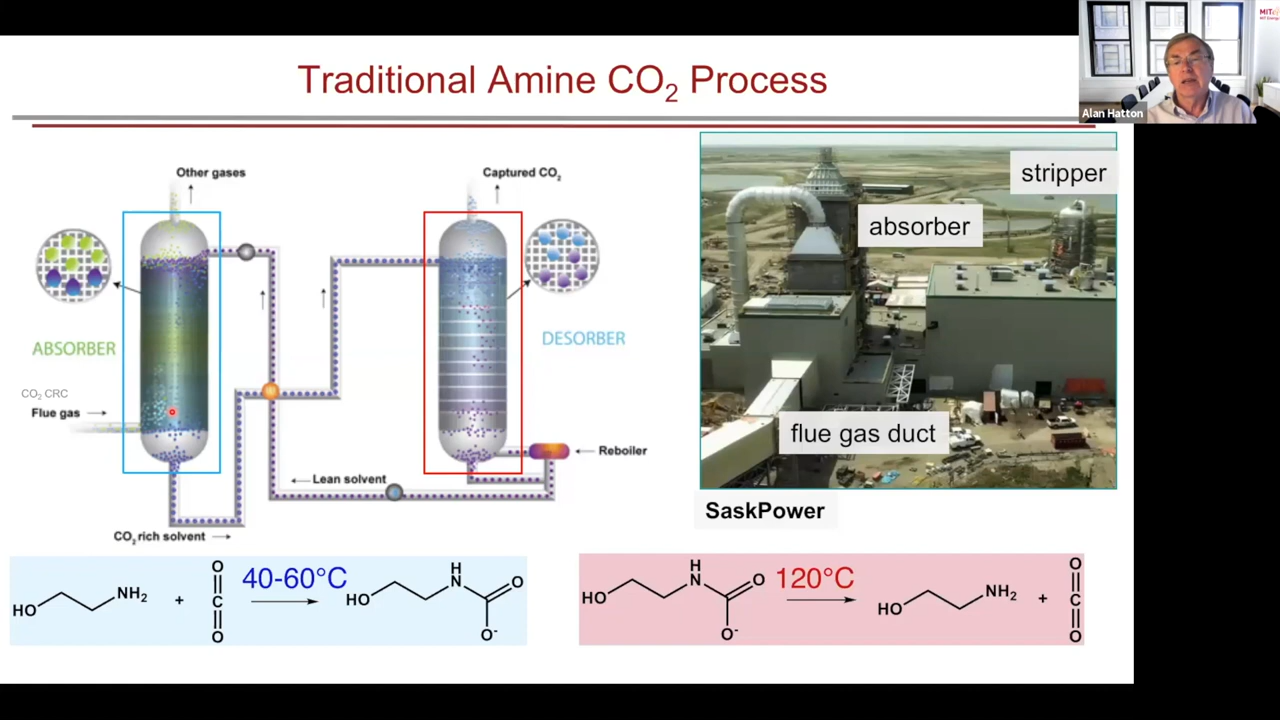 Traditional Amine CO₂ Process
MIT
Alan Hatton
Other gases
Captured CO₂
ABSORBER
DESORBER
CO₂ CRC
Flue gas
Reboiler
Lean solvent
CO₂ rich solvent
stripper
absorber
flue gas duct
SaskPower
HO
NH₂
+
O
C
O
40-60°C
HO
H
N
O
O⁻
HO
H
N
O
O⁻
120°C
HO
NH₂
+
O
C
O